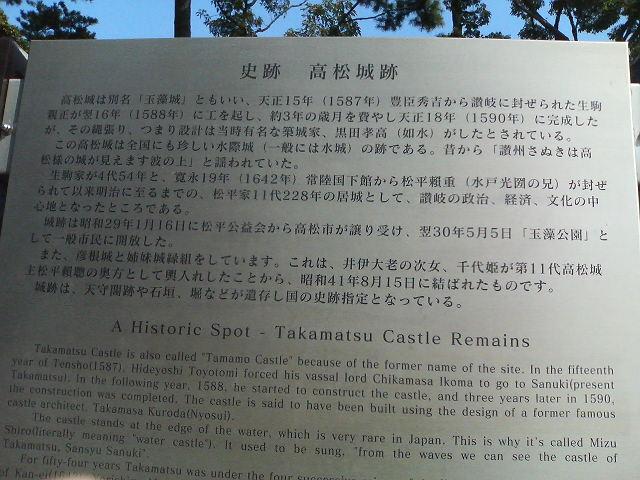 史跡　高松城跡
高松城は別名「玉藻城」ともいい、天正15年（1587年）豊臣秀吉から讃岐に封ぜられた生駒
親正が翌16年（1588年）に工を起し、約3年の歳月を費やし天正18年（1590年）に完成した
が、その縄張り、つまり設計は当時有名な築城家、黒田孝高（如水）がしたとされている。
この高松城は全国にも珍しい水際城（一般には水城）の跡である。昔から「讃州さぬきは高
松様の城が見えます波の上」と謡われていた。
生駒家が4代54年と、寛永19年（1642年）常陸国下館から松平頼重（水戸光圀の兄）が封ぜ
られて以来明治に至るまでの、松平家11代228年の居城として、讃岐の政治、経済、文化の中
心地となったところである。
城跡は昭和29年1月16日に松平公益会から高松市が譲り受け、翌30年5月5日「玉藻公園」と
して一般市民に開放した。
また、彦根城と姉妹城縁組をしています。これは、井伊大老の次女、千代姫が第11代高松城
主松平頼聰の奥方として輿入れしたことから、昭和41年8月15日に結ばれたものです。
城跡は、天守閣跡や石垣、堀などが遺存し国の史跡指定となっている。
A Historic Spot - Takamatsu Castle Remains
Takamatsu Castle is also called "Tamamo Castle" because of the former name of the site. In the fifteenth
year of Tensho(1587), Hideyoshi Toyotomi forced his vassal lord Chikamasa Ikoma to go to Sanuki(present
Takamatsu). In the following year, 1588, he started to construct the castle, and three years later in 1590,
the construction was completed. The castle is said to have been built using the design of a former famous
castle architect, Takamasa Kuroda(Nyosui).
The castle stands at the edge of the water, which is very rare in Japan. This is why it's called Mizu
Shiro(literally meaning "water castle"). It used to be sung, "from the waves we can see the castle of
Takamatsu, Sansyu Sanuki".
For fifty-four years Takamatsu was under the four
of Kan-ei